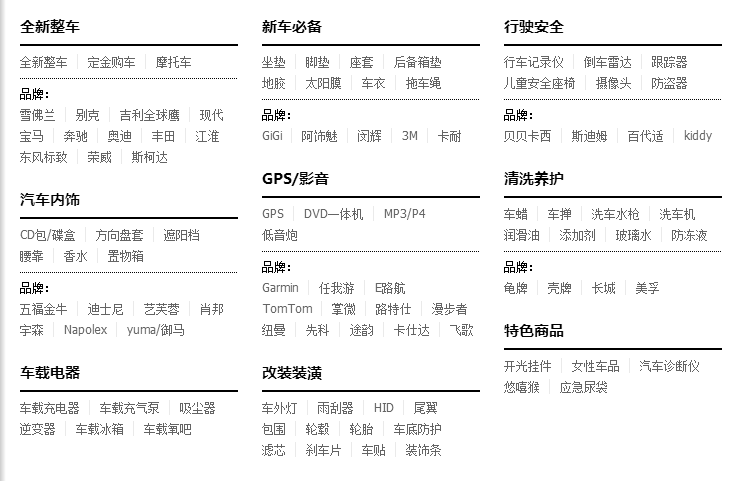 全新整车
全新整车 定金购车 摩托车
品牌：
雪佛兰 别克 吉利全球鹰 现代
宝马 奔驰 奥迪 丰田 江淮
东风标致 荣威 斯柯达
汽车内饰
CD包/碟盒 方向盘套 遮阳档
腰靠 香水 置物箱
品牌：
五福金牛 迪士尼 艺芙蓉 肖邦
宇森 Napolex yuma/御马
车载电器
车载充电器 车载充气泵 吸尘器
逆变器 车载冰箱 车载氧吧
新车必备
坐垫 脚垫 座套 后备箱垫
地胶 太阳膜 车衣 拖车绳
品牌：
GiGi 阿饰魅 闵辉 3M 卡耐
GPS/影音
GPS DVD一体机 MP3/P4
低音炮
品牌：
Garmin 任我游 E路航
TomTom 掌微 路特仕 漫步者
纽曼 先科 途韵 卡仕达 飞歌
改装装潢
车外灯 雨刮器 HID 尾翼
包围 轮毂 轮胎 车底防护
滤芯 刹车片 车贴 装饰条
行驶安全
行车记录仪 倒车雷达 跟踪器
儿童安全座椅 摄像头 防盗器
品牌：
贝贝卡西 斯迪姆 百代适 kiddy
清洗养护
车蜡 车掸 洗车水枪 洗车机
润滑油 添加剂 玻璃水 防冻液
品牌：
龟牌 壳牌 长城 美孚
特色商品
开光挂件 女性车品 汽车诊断仪
悠嘻猴 应急尿袋